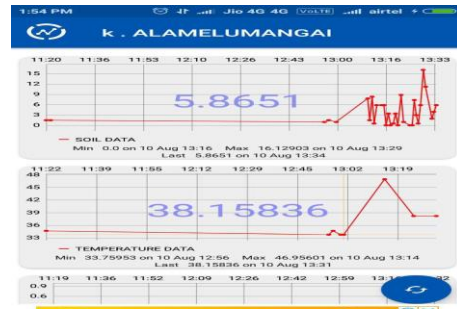 1:54 PM Jio 4G 4G VoLTE airtel
k . ALAMELUMANGAI
11:20 11:36 11:53 12:10 12:26 12:43 13:00 13:16 13:33
15
12
9
6
3
0
5.8651
SOIL DATA
Min 0.0 on 10 Aug 13:16 Max 16.12903 on 10 Aug 13:29
Last 5.8651 on 10 Aug 13:34
11:22 11:39 11:55 12:12 12:29 12:45 13:02 13:19
48
45
42
39
36
33
38.15836
TEMPERATURE DATA
Min 33.75953 on 10 Aug 12:56 Max 46.95601 on 10 Aug 13:14
Last 38.15836 on 10 Aug 13:31
11:19 11:36 11:52 12:09 12:26 12:42 12:59
0.9
0.6